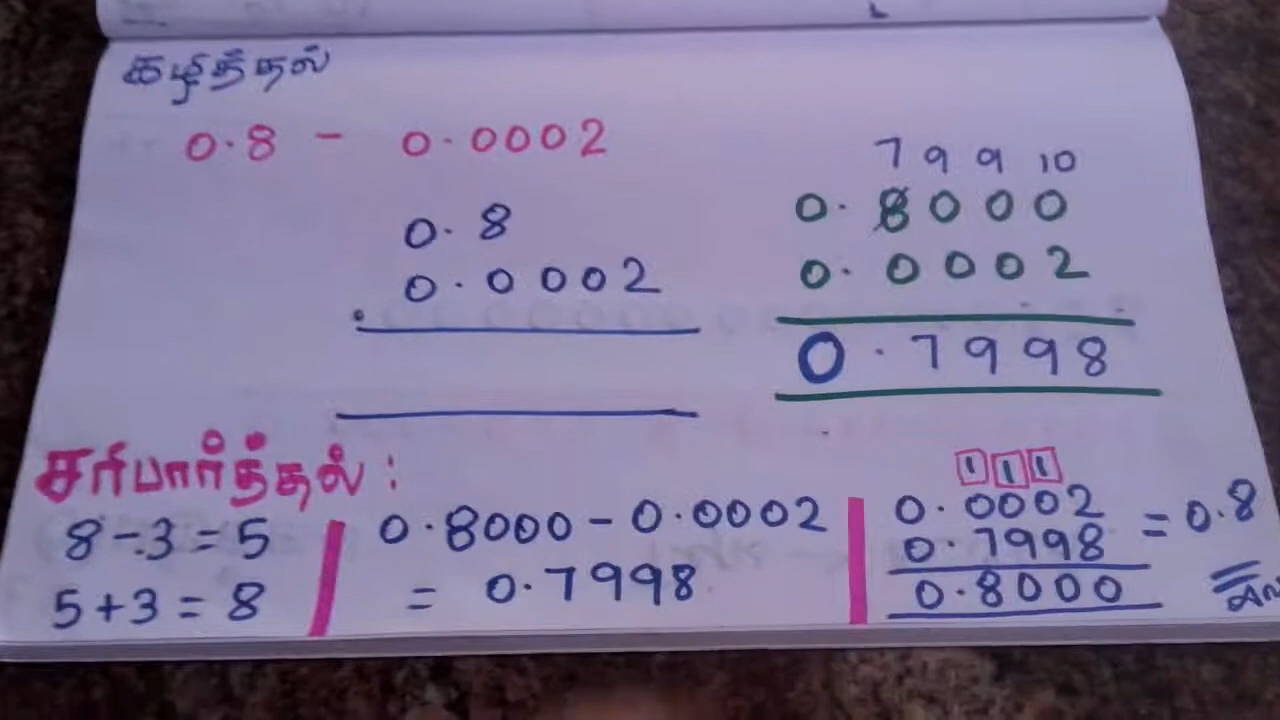 கழித்தல்
0.8 - 0.0002
0.8
0.0002
7 9 9 10
0.8000
0.0002
0.7998
சரிபார்த்தல் :
8-3=5
5+3=8
0.8000-0.0002
= 0.7998
1 1 1
0.0002
0.7998
0.8000
= 0.8